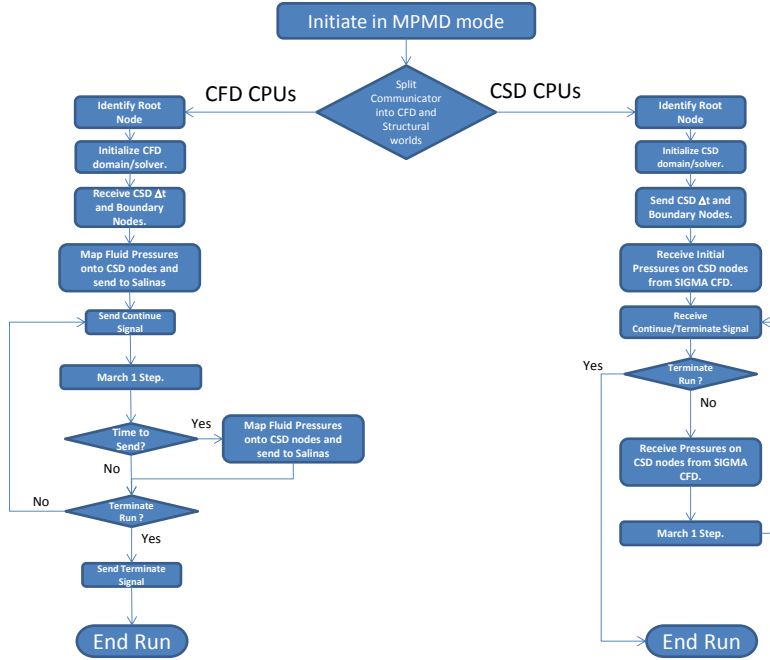 Initiate in MPMD mode
Split
Communicator
into CFD and
Structural
worlds
CFD CPUs
CSD CPUs
Identify Root
Node
Initialize CFD
domain/solver.
Receive CSD Δt
and Boundary
Nodes.
Map Fluid Pressures
onto CSD nodes and
send to Salinas
Send Continue
Signal
March 1 Step.
Time to
Send?
Yes
Map Fluid Pressures
onto CSD nodes and
send to Salinas
No
Terminate
Run ?
No
Yes
Send Terminate
Signal
End Run
Identify Root
Node
Initialize CSD
domain/solver.
Send CSD Δt and
Boundary Nodes.
Receive Initial
Pressures on CSD nodes
from SIGMA CFD.
Receive
Continue/Terminate Signal
Terminate
Run ?
Yes
No
Receive Pressures on
CSD nodes from SIGMA
CFD.
March 1 Step.
End Run